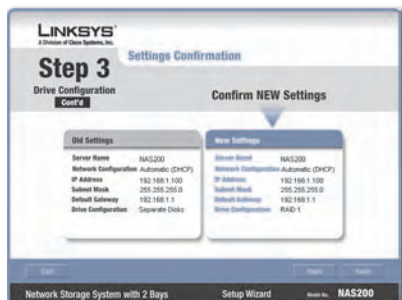 LINKSYS®
A Division of Cisco Systems, Inc.
Settings Confirmation
Step 3
Drive Configuration
Cont'd
Confirm NEW Settings
Old Settings
Server Name NAS200
Network Configuration Automatic (DHCP)
IP Address 192.168.1.100
Subnet Mask 255.255.255.0
Default Gateway 192.168.1.1
Drive Configuration Separate Disks
New Settings
Server Name NAS200
Network Configuration Automatic (DHCP)
IP Address 192.168.1.100
Subnet Mask 255.255.255.0
Default Gateway 192.168.1.1
Drive Configuration RAID 1
Exit
Network Storage System with 2 Bays Setup Wizard Model No. NAS200